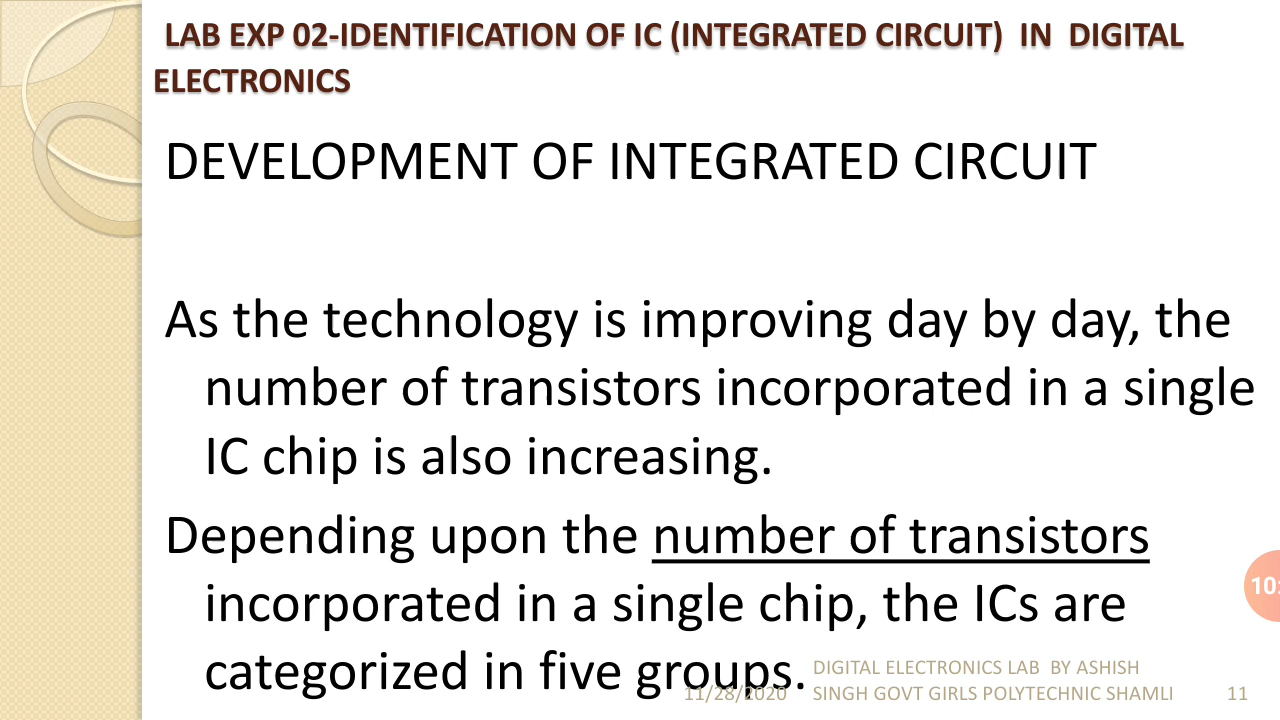 LAB EXP 02-IDENTIFICATION OF IC (INTEGRATED CIRCUIT) IN DIGITAL
ELECTRONICS
DEVELOPMENT OF INTEGRATED CIRCUIT
As the technology is improving day by day, the
number of transistors incorporated in a single
IC chip is also increasing.
Depending upon the number of transistors
incorporated in a single chip, the ICs are
categorized in five groups.
10:
DIGITAL ELECTRONICS LAB BY ASHISH
11/28/2020 SINGH GOVT GIRLS POLYTECHNIC SHAMLI 11